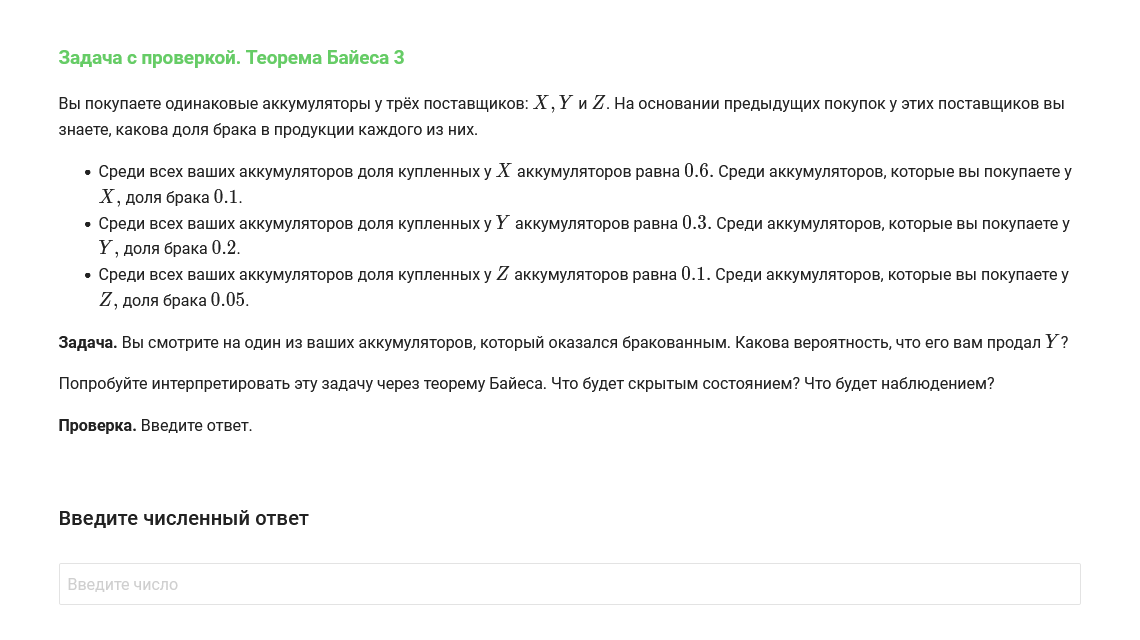 Задача с проверкой. Теорема Байеса 3
Вы покупаете одинаковые аккумуляторы у трёх поставщиков: X, Y и Z. На основании предыдущих покупок у этих поставщиков вы
знаете, какова доля брака в продукции каждого из них.
• Среди всех ваших аккумуляторов доля купленных у X аккумуляторов равна 0.6. Среди аккумуляторов, которые вы покупаете у
X, доля брака 0.1.
• Среди всех ваших аккумуляторов доля купленных у Y аккумуляторов равна 0.3. Среди аккумуляторов, которые вы покупаете у
Y, доля брака 0.2.
• Среди всех ваших аккумуляторов доля купленных у Z аккумуляторов равна 0.1. Среди аккумуляторов, которые вы покупаете у
Z, доля брака 0.05.
Задача. Вы смотрите на один из ваших аккумуляторов, который оказался бракованным. Какова вероятность, что его вам продал Y?
Попробуйте интерпретировать эту задачу через теорему Байеса. Что будет скрытым состоянием? Что будет наблюдением?
Проверка. Введите ответ.
Введите численный ответ
Введите число